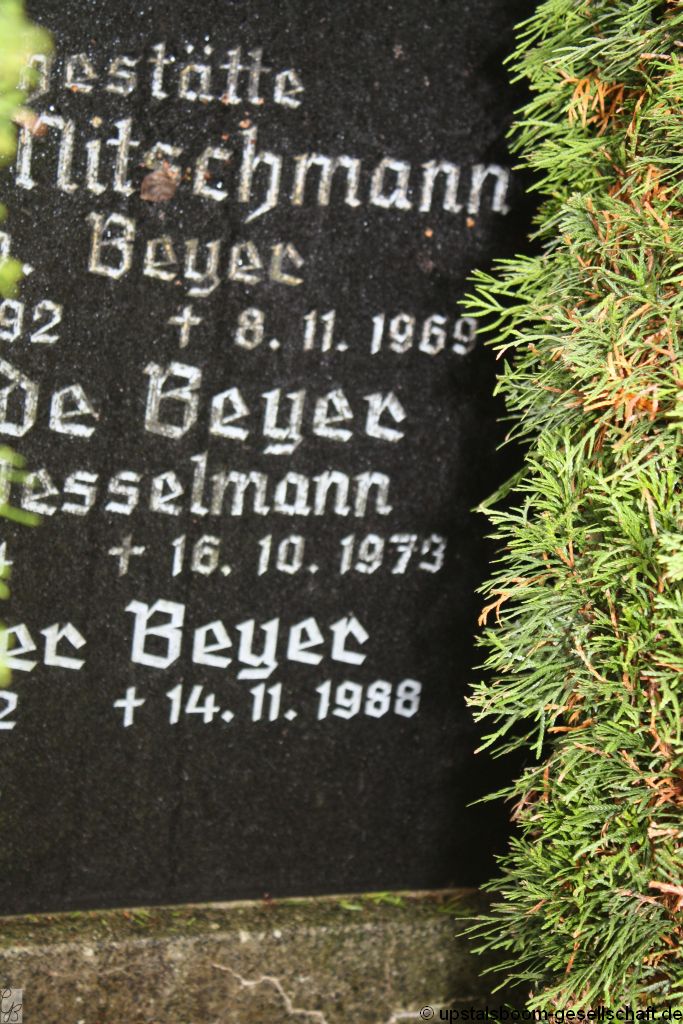 Nitschmann
Beyer
92 † 8. 11. 1969
de Beyer
esselmann
† 16. 10. 1973
er Beyer
2 † 14. 11. 1988
© upstalsboom-gesellschaft.de